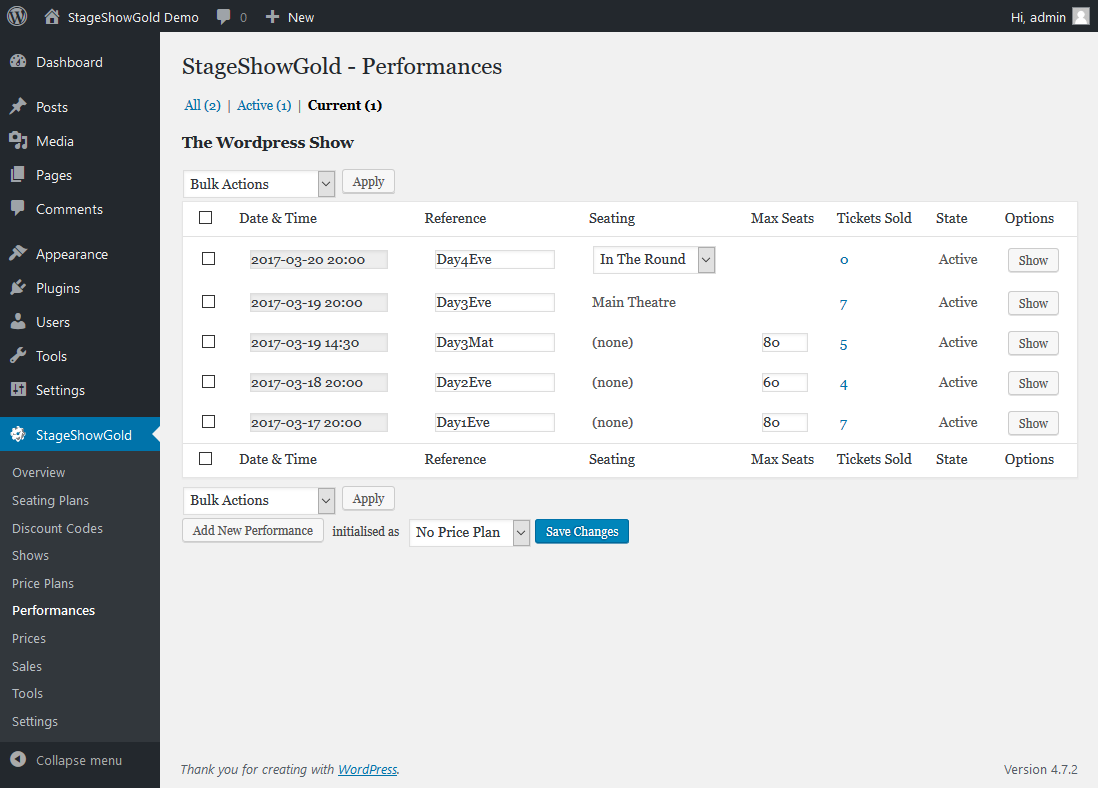 StageShowGold Demo 0 New Hi, admin
Dashboard
Posts
Media
Pages
Comments
Appearance
Plugins
Users
Tools
Settings
StageShowGold
Overview
Seating Plans
Discount Codes
Shows
Price Plans
Performances
Prices
Sales
Tools
Settings
Collapse menu
StageShowGold - Performances
All (2) | Active (1) | Current (1)
The Wordpress Show
Bulk Actions Apply
Date & Time Reference Seating Max Seats Tickets Sold State Options
2017-03-20 20:00 Day4Eve In The Round 0 Active Show
2017-03-19 20:00 Day3Eve Main Theatre 7 Active Show
2017-03-19 14:30 Day3Mat (none) 80 5 Active Show
2017-03-18 20:00 Day2Eve (none) 60 4 Active Show
2017-03-17 20:00 Day1Eve (none) 80 7 Active Show
Date & Time Reference Seating Max Seats Tickets Sold State Options
Bulk Actions Apply
Add New Performance initialised as No Price Plan Save Changes
Thank you for creating with WordPress. Version 4.7.2